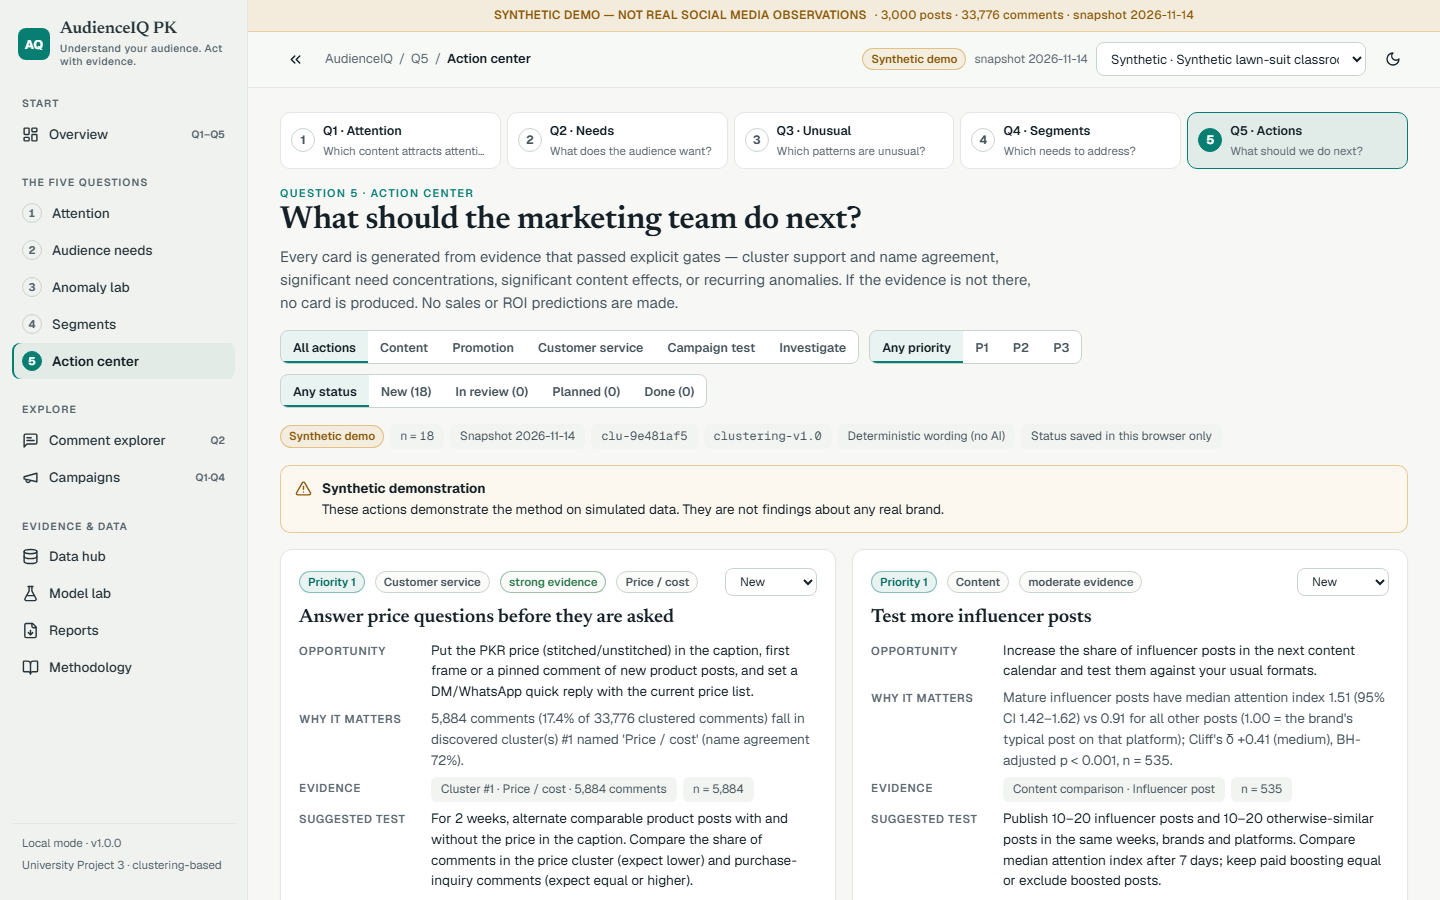 AQ
AudienceIQ PK
Understand your audience. Act
with evidence.
START
Overview Q1–Q5
THE FIVE QUESTIONS
1 Attention
2 Audience needs
3 Anomaly lab
4 Segments
5 Action center
EXPLORE
Comment explorer Q2
Campaigns Q1·Q4
EVIDENCE & DATA
Data hub
Model lab
Reports
Methodology
Local mode · v1.0.0
University Project 3 · clustering-based
SYNTHETIC DEMO — NOT REAL SOCIAL MEDIA OBSERVATIONS · 3,000 posts · 33,776 comments · snapshot 2026-11-14
« AudienceIQ / Q5 / Action center
Synthetic demo snapshot 2026-11-14 Synthetic · Synthetic lawn-suit classroo
1 Q1 · Attention
Which content attracts attenti...
2 Q2 · Needs
What does the audience want?
3 Q3 · Unusual
Which patterns are unusual?
4 Q4 · Segments
Which needs to address?
5 Q5 · Actions
What should we do next?
QUESTION 5 · ACTION CENTER
What should the marketing team do next?
Every card is generated from evidence that passed explicit gates — cluster support and name agreement,
significant need concentrations, significant content effects, or recurring anomalies. If the evidence is not there,
no card is produced. No sales or ROI predictions are made.
All actions Content Promotion Customer service Campaign test Investigate Any priority P1 P2 P3
Any status New (18) In review (0) Planned (0) Done (0)
Synthetic demo n = 18 Snapshot 2026-11-14 clu-9e481af5 clustering-v1.0 Deterministic wording (no AI) Status saved in this browser only
Synthetic demonstration
These actions demonstrate the method on simulated data. They are not findings about any real brand.
Priority 1 Customer service strong evidence Price / cost New
Answer price questions before they are asked
OPPORTUNITY Put the PKR price (stitched/unstitched) in the caption, first
frame or a pinned comment of new product posts, and set a
DM/WhatsApp quick reply with the current price list.
WHY IT MATTERS 5,884 comments (17.4% of 33,776 clustered comments) fall in
discovered cluster(s) #1 named 'Price / cost' (name agreement
72%).
EVIDENCE Cluster #1 · Price / cost · 5,884 comments n = 5,884
SUGGESTED TEST For 2 weeks, alternate comparable product posts with and
without the price in the caption. Compare the share of
comments in the price cluster (expect lower) and purchase-
inquiry comments (expect equal or higher).
Priority 1 Content moderate evidence New
Test more influencer posts
OPPORTUNITY Increase the share of influencer posts in the next content
calendar and test them against your usual formats.
WHY IT MATTERS Mature influencer posts have median attention index 1.51 (95%
CI 1.42–1.62) vs 0.91 for all other posts (1.00 = the brand's
typical post on that platform); Cliff's δ +0.41 (medium), BH-
adjusted p < 0.001, n = 535.
EVIDENCE Content comparison · Influencer post n = 535
SUGGESTED TEST Publish 10–20 influencer posts and 10–20 otherwise-similar
posts in the same weeks, brands and platforms. Compare
median attention index after 7 days; keep paid boosting equal
or exclude boosted posts.